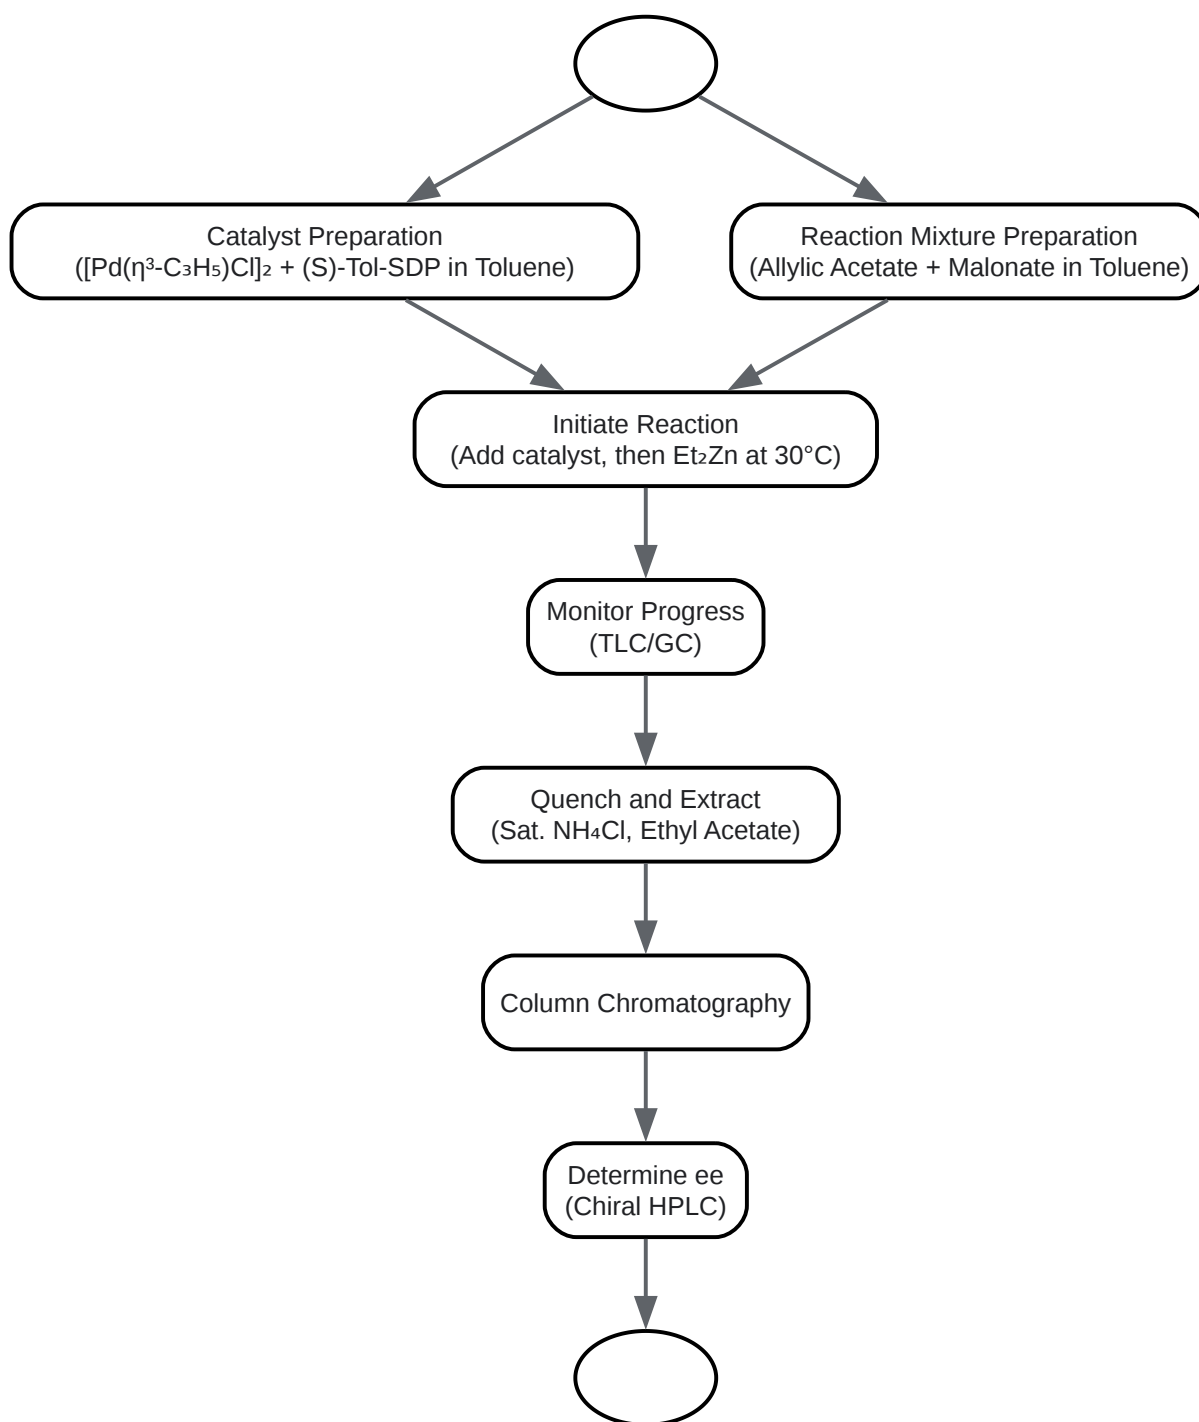 Catalyst Preparation
([Pd(η³-C₃H₅)Cl]₂ + (S)-Tol-SDP in Toluene)
Reaction Mixture Preparation
(Allylic Acetate + Malonate in Toluene)
Initiate Reaction
(Add catalyst, then Et₂Zn at 30°C)
Monitor Progress
(TLC/GC)
Quench and Extract
(Sat. NH₄Cl, Ethyl Acetate)
Column Chromatography
Determine ee
(Chiral HPLC)